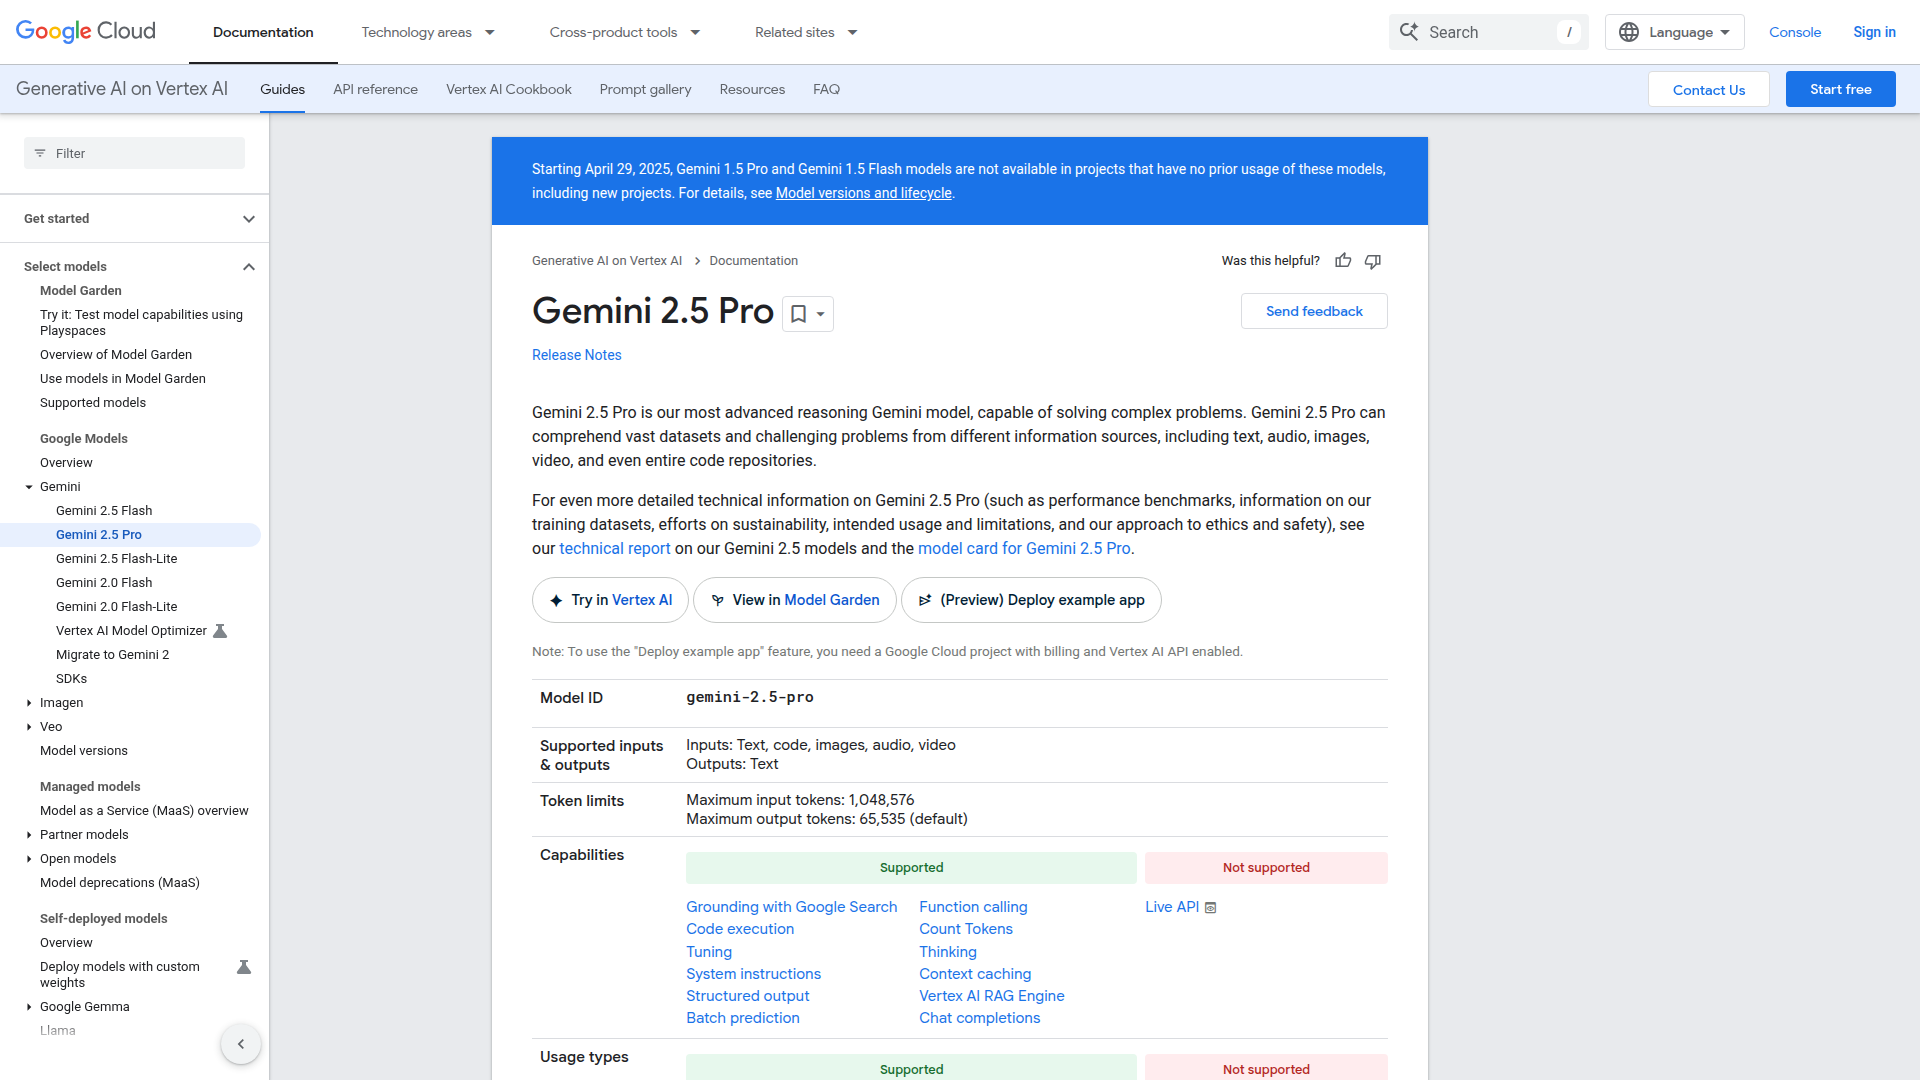 Google Cloud
Documentation
Technology areas
Cross-product tools
Related sites
Search
/
Language
Console
Sign in
Generative AI on Vertex AI
Guides
API reference
Vertex AI Cookbook
Prompt gallery
Resources
FAQ
Contact Us
Start free
Filter
Get started
Select models
Model Garden
Try it: Test model capabilities using
Playspaces
Overview of Model Garden
Use models in Model Garden
Supported models
Google Models
Overview
Gemini
Gemini 2.5 Flash
Gemini 2.5 Pro
Gemini 2.5 Flash-Lite
Gemini 2.0 Flash
Gemini 2.0 Flash-Lite
Vertex AI Model Optimizer
Migrate to Gemini 2
SDKs
Imagen
Veo
Model versions
Managed models
Model as a Service (MaaS) overview
Partner models
Open models
Model deprecations (MaaS)
Self-deployed models
Overview
Deploy models with custom
weights
Google Gemma
Llama
Starting April 29, 2025, Gemini 1.5 Pro and Gemini 1.5 Flash models are not available in projects that have no prior usage of these models,
including new projects. For details, see Model versions and lifecycle.
Generative AI on Vertex AI > Documentation
Was this helpful?
Gemini 2.5 Pro
Send feedback
Release Notes
Gemini 2.5 Pro is our most advanced reasoning Gemini model, capable of solving complex problems. Gemini 2.5 Pro can
comprehend vast datasets and challenging problems from different information sources, including text, audio, images,
video, and even entire code repositories.
For even more detailed technical information on Gemini 2.5 Pro (such as performance benchmarks, information on our
training datasets, efforts on sustainability, intended usage and limitations, and our approach to ethics and safety), see
our technical report on our Gemini 2.5 models and the model card for Gemini 2.5 Pro.
Try in Vertex AI
View in Model Garden
(Preview) Deploy example app
Note: To use the "Deploy example app" feature, you need a Google Cloud project with billing and Vertex AI API enabled.
Model ID
gemini-2.5-pro
Supported inputs
& outputs
Inputs: Text, code, images, audio, video
Outputs: Text
Token limits
Maximum input tokens: 1,048,576
Maximum output tokens: 65,535 (default)
Capabilities
Supported
Not supported
Grounding with Google Search
Code execution
Tuning
System instructions
Structured output
Batch prediction
Function calling
Count Tokens
Thinking
Context caching
Vertex AI RAG Engine
Chat completions
Live API
Usage types
Supported
Not supported